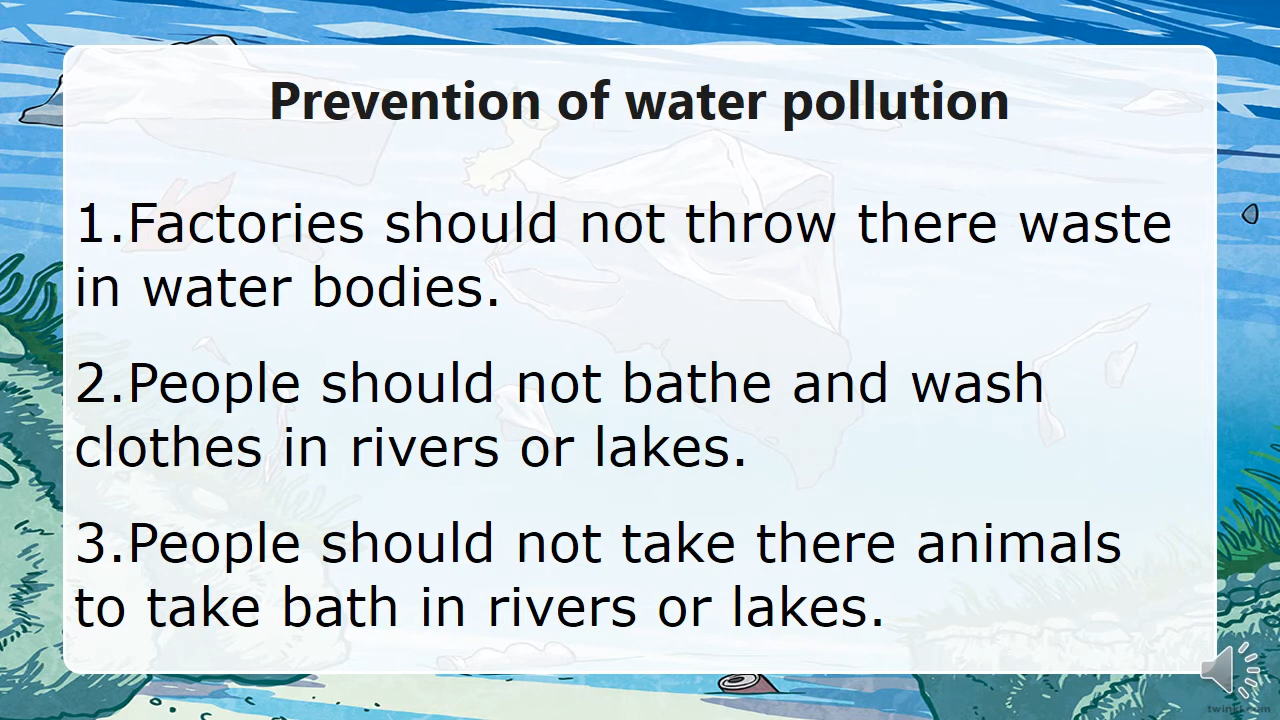 Prevention of water pollution
1.Factories should not throw there waste
in water bodies.
2.People should not bathe and wash
clothes in rivers or lakes.
3.People should not take there animals
to take bath in rivers or lakes.
twinkl.com